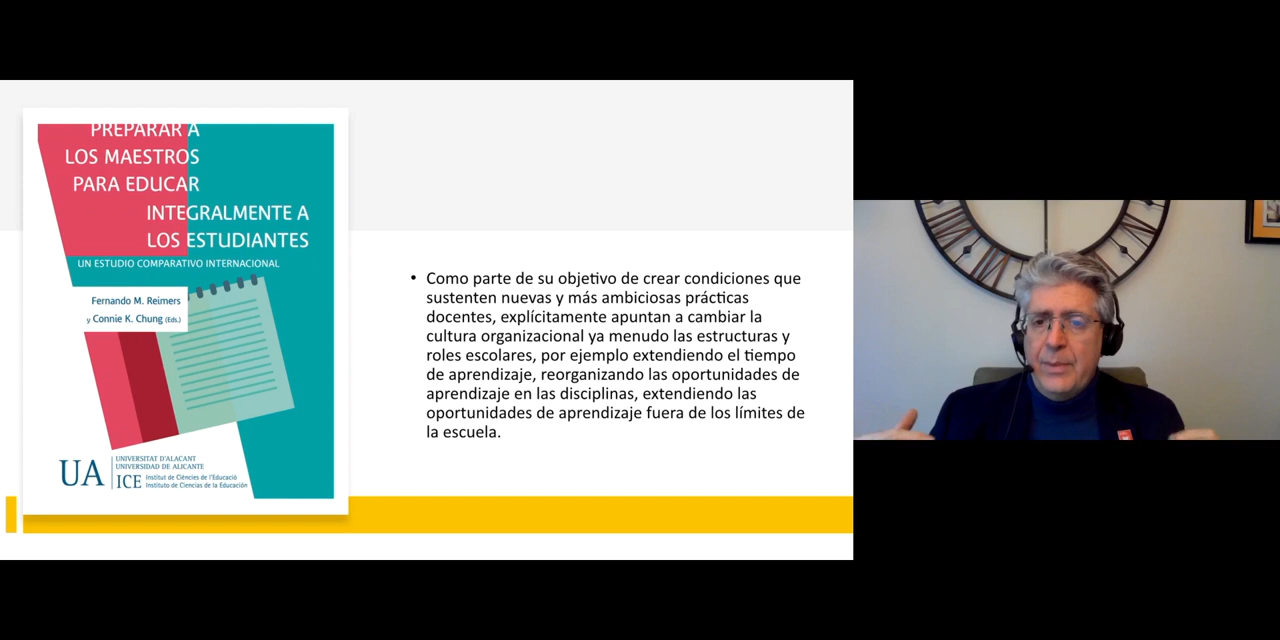 PREPARAR A
LOS MAESTROS
PARA EDUCAR
INTEGRALMENTE A
LOS ESTUDIANTES
UN ESTUDIO COMPARATIVO INTERNACIONAL
Fernando M. Reimers
y Connie K. Chung (Eds.)
UA
UNIVERSITAT D'ALACANT
UNIVERSIDAD DE ALICANTE
ICE
Institut de Ciències de l'Educació
Instituto de Ciencias de la Educación
• Como parte de su objetivo de crear condiciones que
sustenten nuevas y más ambiciosas prácticas
docentes, explícitamente apuntan a cambiar la
cultura organizacional ya menudo las estructuras y
roles escolares, por ejemplo extendiendo el tiempo
de aprendizaje, reorganizando las oportunidades de
aprendizaje en las disciplinas, extendiendo las
oportunidades de aprendizaje fuera de los límites de
la escuela.